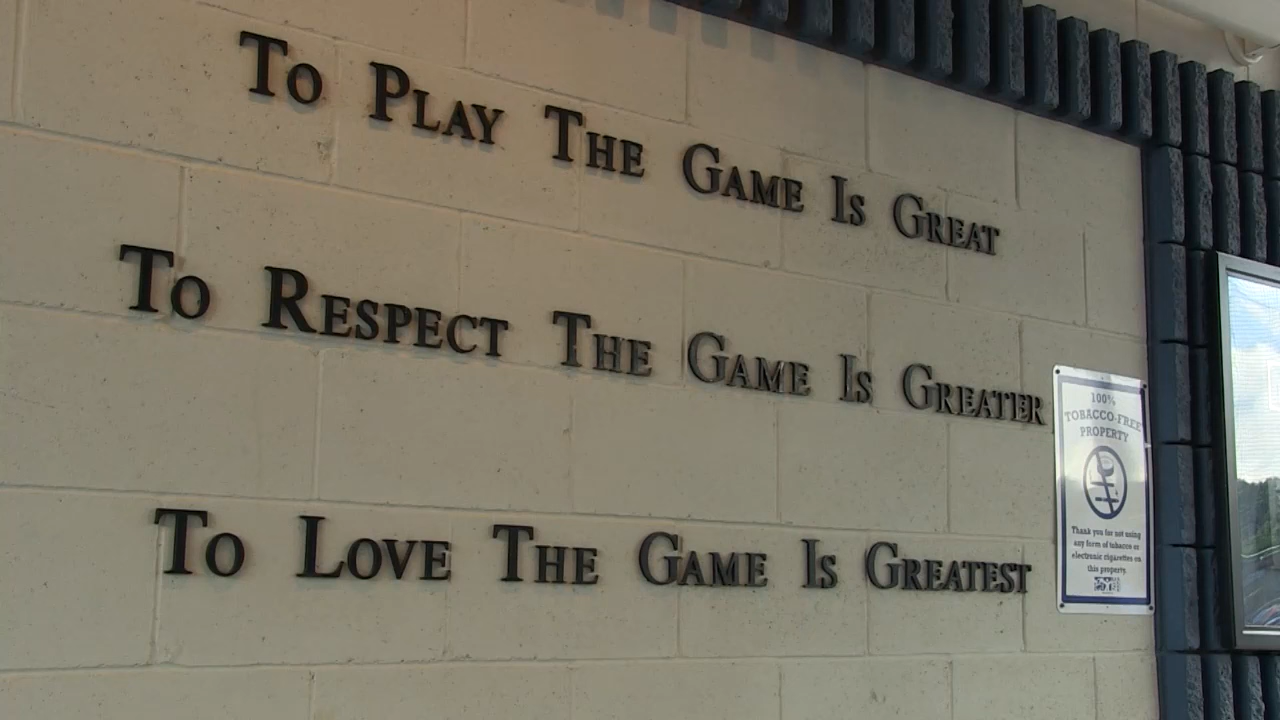 To Play The Game Is Great
To Respect The Game Is Greater
To Love The Game Is Greatest
100%
TOBACCO-FREE
PROPERTY
Thank you for not using
any form of tobacco or
electronic cigarettes on
this property.